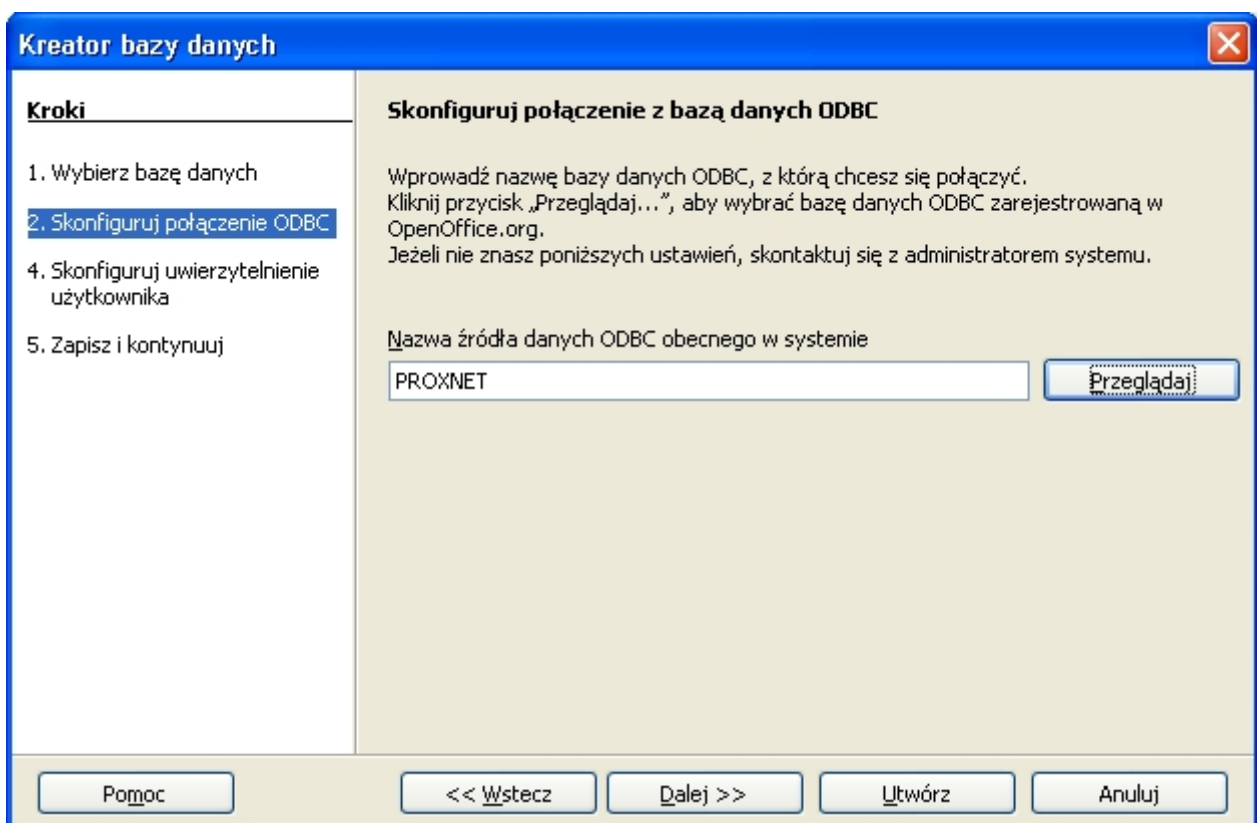 Kreator bazy danych
Kroki
1. Wybierz bazę danych
2. Skonfiguruj połączenie ODBC
4. Skonfiguruj uwierzytelnienie
użytkownika
5. Zapisz i kontynuuj
Skonfiguruj połączenie z bazą danych ODBC
Wprowadź nazwę bazy danych ODBC, z którą chcesz się połączyć.
Kliknij przycisk „Przeglądaj...”, aby wybrać bazę danych ODBC zarejestrowaną w
OpenOffice.org.
Jeżeli nie znasz poniższych ustawień, skontaktuj się z administratorem systemu.
Nazwa źródła danych ODBC obecnego w systemie
PROXNET
Przeglądaj
Pomoc
<< Wstecz
Dalej >>
Utwórz
Anuluj